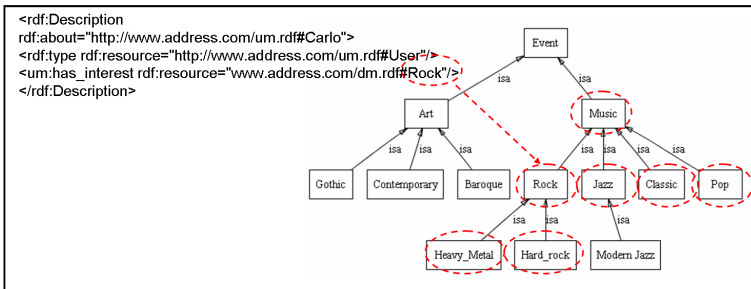 <rdf:Description
rdf:about="http://www.address.com/um.rdf#Carlo">
<rdf:type rdf:resource="http://www.address.com/um.rdf#User"/>
<um:has_interest rdf:resource="www.address.com/dm.rdf#Rock"/>
</rdf:Description>
Event
isa isa
Art Music
isa isa isa isa isa isa isa
Gothic Contemporary Baroque Rock Jazz Classic Pop
isa isa isa
Heavy_Metal Hard_rock Modern Jazz